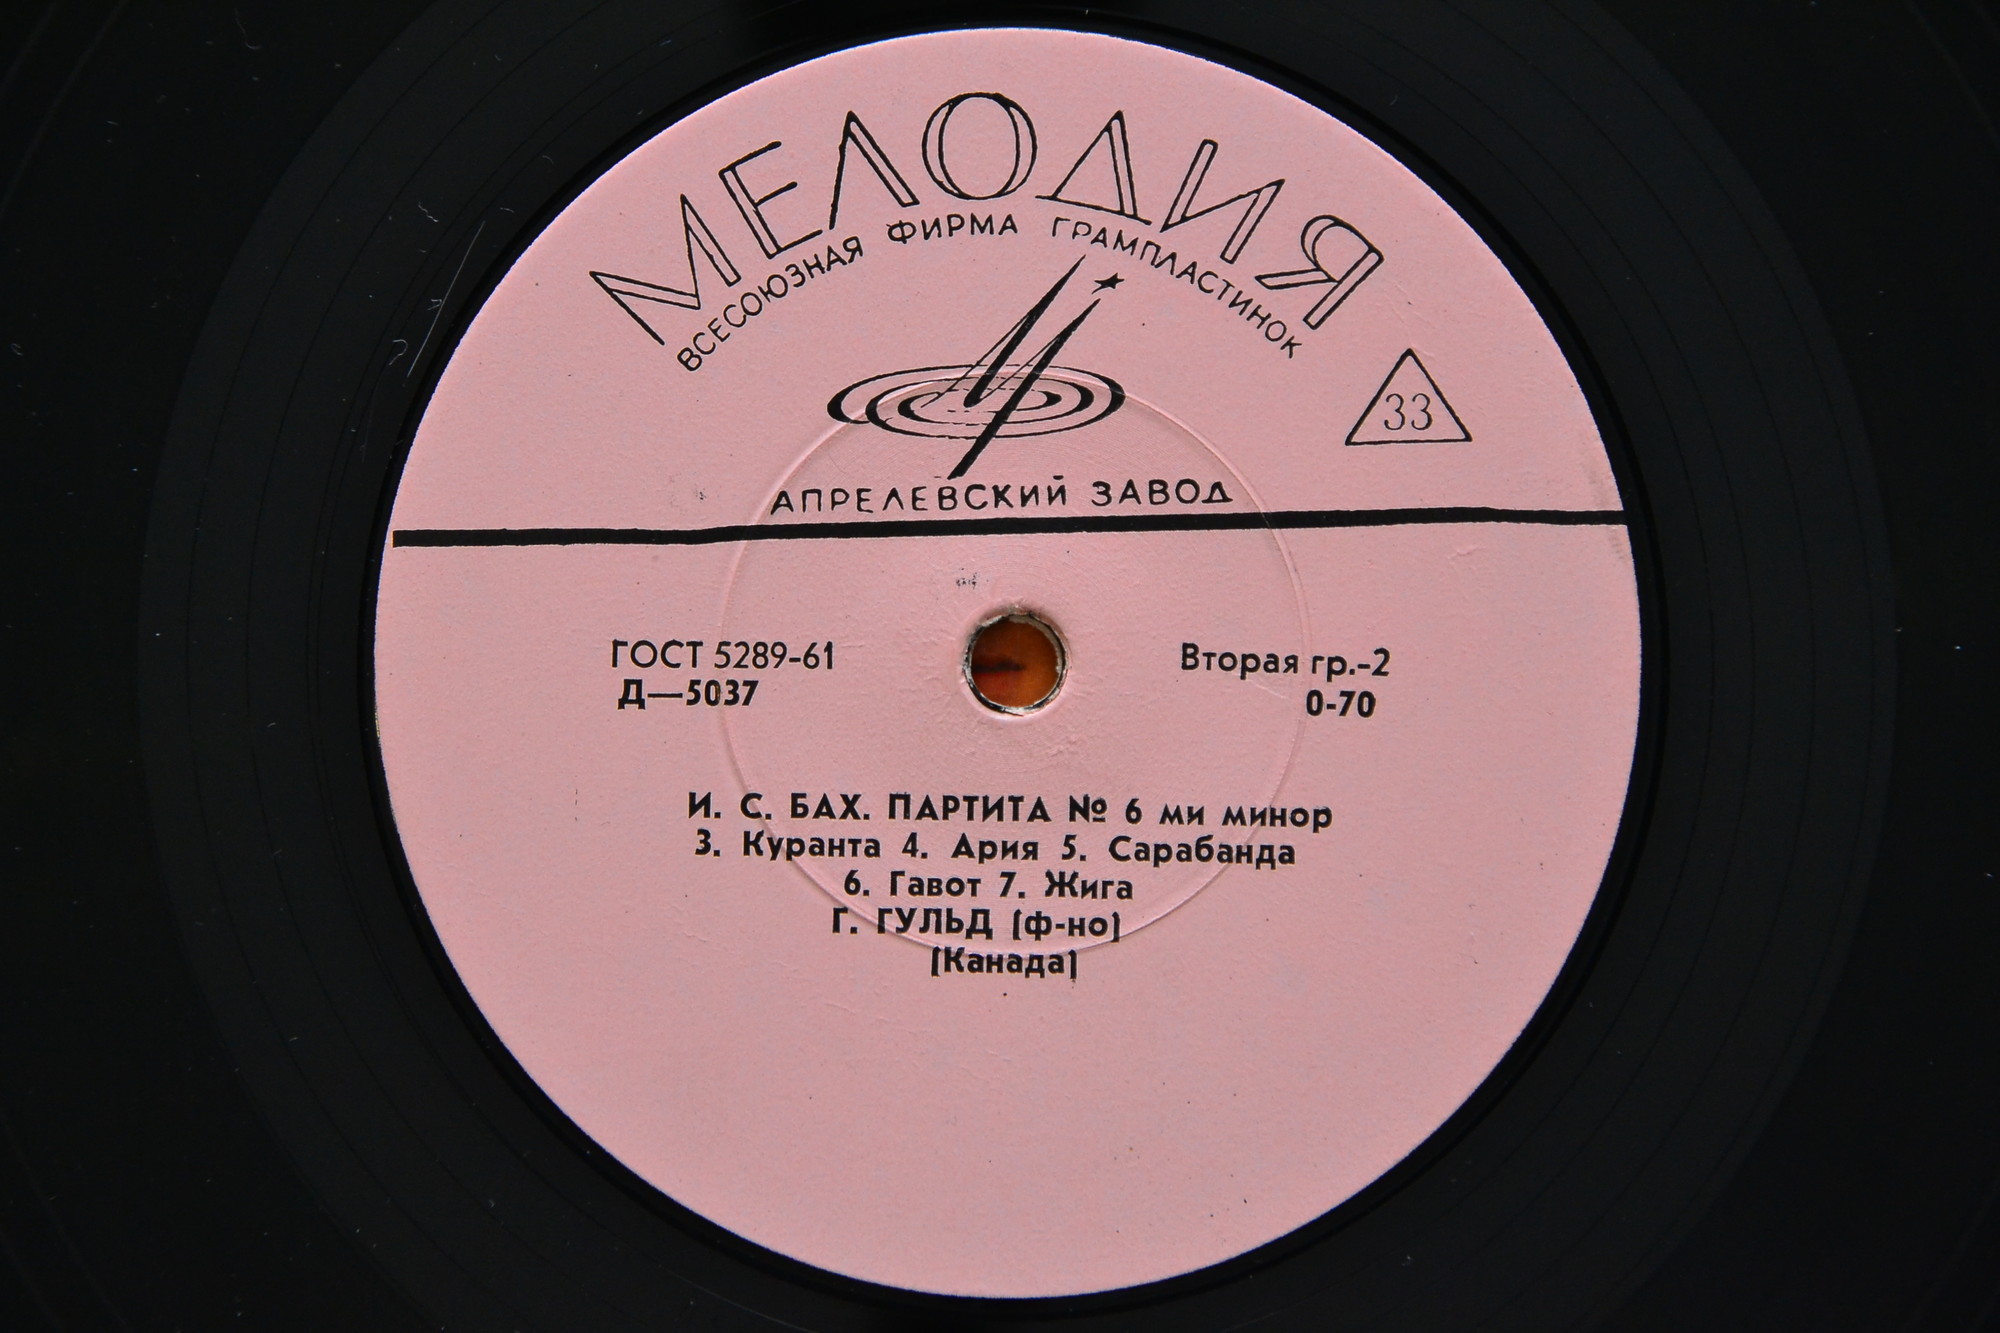 МЕЛОДИЯ
ВСЕСОЮЗНАЯ ФИРМА ГРАМПЛАСТИНОК
33
АПРЕЛЕВСКИЙ ЗАВОД
ГОСТ 5289-61
Д—5037
Вторая гр.-2
0-70
И. С. БАХ. ПАРТИТА № 6 ми минор
3. Куранта 4. Ария 5. Сарабанда
6. Гавот 7. Жига
Г. ГУЛЬД (ф-но)
(Канада)